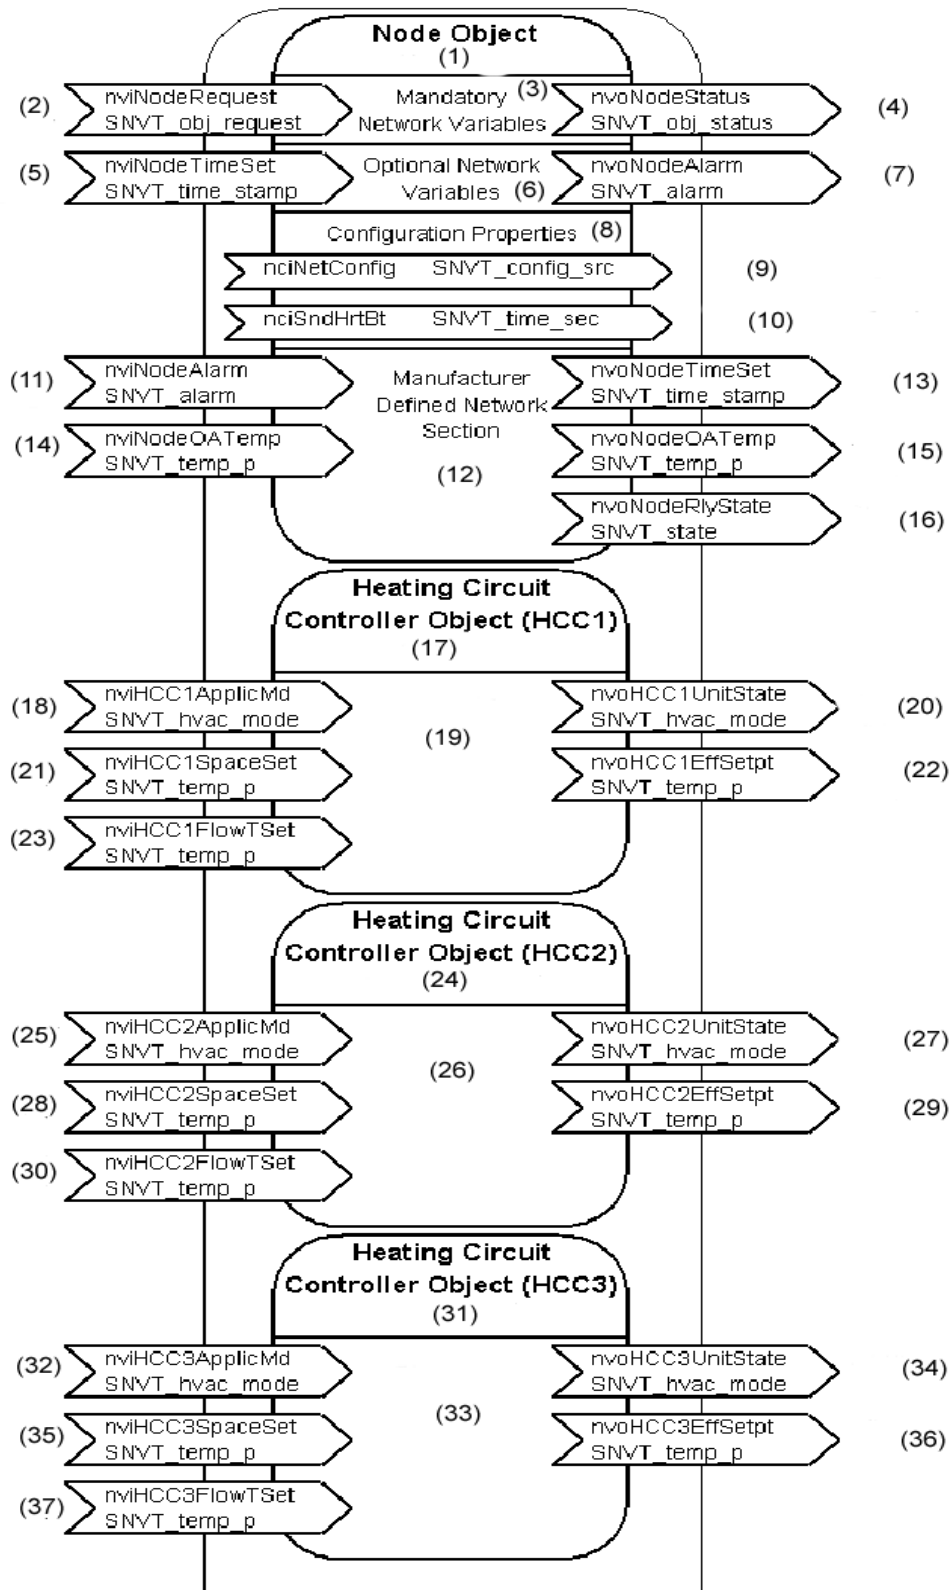 Node Object
(1)
(2) nviNodeRequest SNVT_obj_request
Mandatory (3)
Network Variables
nvoNodeStatus SNVT_obj_status (4)
(5) nviNodeTimeSet SNVT_time_stamp
Optional Network
Variables (6)
nvoNodeAlarm SNVT_alarm (7)
Configuration Properties (8)
nciNetConfig SNVT_config_src (9)
nciSndHrtBt SNVT_time_sec (10)
(11) nviNodeAlarm SNVT_alarm
Manufacturer
Defined Network
Section
(12)
nvoNodeTimeSet SNVT_time_stamp (13)
(14) nviNodeOATemp SNVT_temp_p
nvoNodeOATemp SNVT_temp_p (15)
nvoNodeRlyState SNVT_state (16)
Heating Circuit
Controller Object (HCC1)
(17)
(18) nviHCC1ApplicMd SNVT_hvac_mode
(19)
nvoHCC1UnitState SNVT_hvac_mode (20)
(21) nviHCC1SpaceSet SNVT_temp_p
nvoHCC1EffSetpt SNVT_temp_p (22)
(23) nviHCC1FlowTSet SNVT_temp_p
Heating Circuit
Controller Object (HCC2)
(24)
(25) nviHCC2ApplicMd SNVT_hvac_mode
(26)
nvoHCC2UnitState SNVT_hvac_mode (27)
(28) nviHCC2SpaceSet SNVT_temp_p
nvoHCC2EffSetpt SNVT_temp_p (29)
(30) nviHCC2FlowTSet SNVT_temp_p
Heating Circuit
Controller Object (HCC3)
(31)
(32) nviHCC3ApplicMd SNVT_hvac_mode
(33)
nvoHCC3UnitState SNVT_hvac_mode (34)
(35) nviHCC3SpaceSet SNVT_temp_p
nvoHCC3EffSetpt SNVT_temp_p (36)
(37) nviHCC3FlowTSet SNVT_temp_p